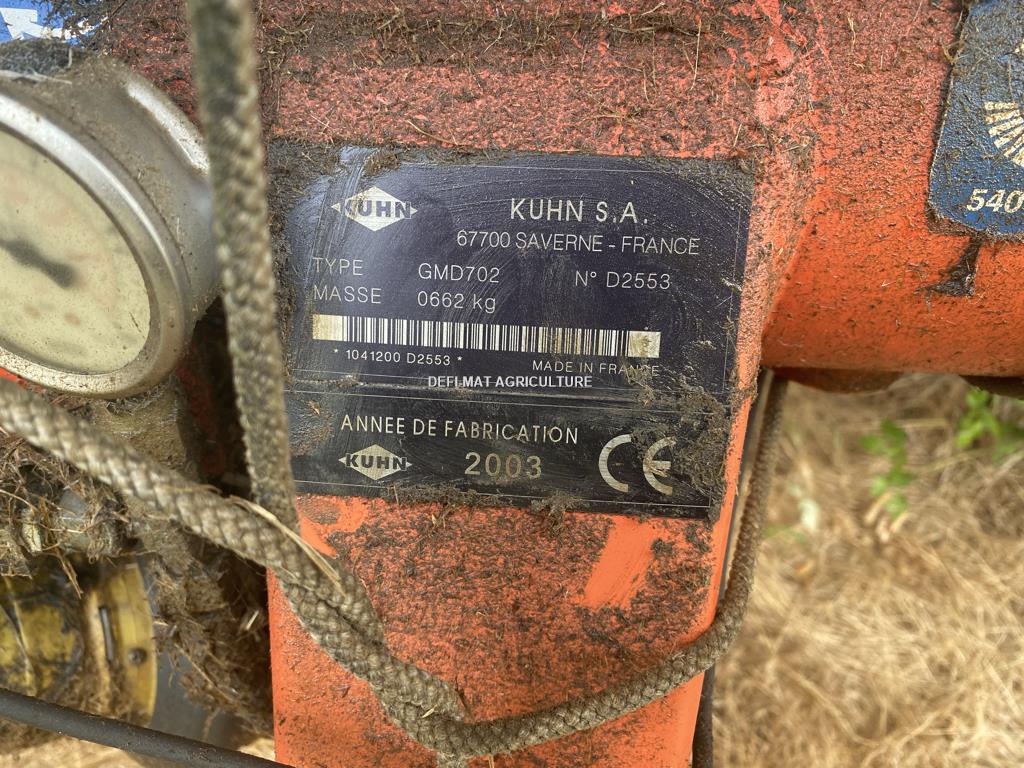 KUHN
KUHN S.A.
67700 SAVERNE - FRANCE
TYPE GMD702 N° D2553
MASSE 0662 kg
* 1041200 D2553 *
MADE IN FRANCE
DEFI MAT AGRICULTURE
ANNEE DE FABRICATION
KUHN 2003 CE
540